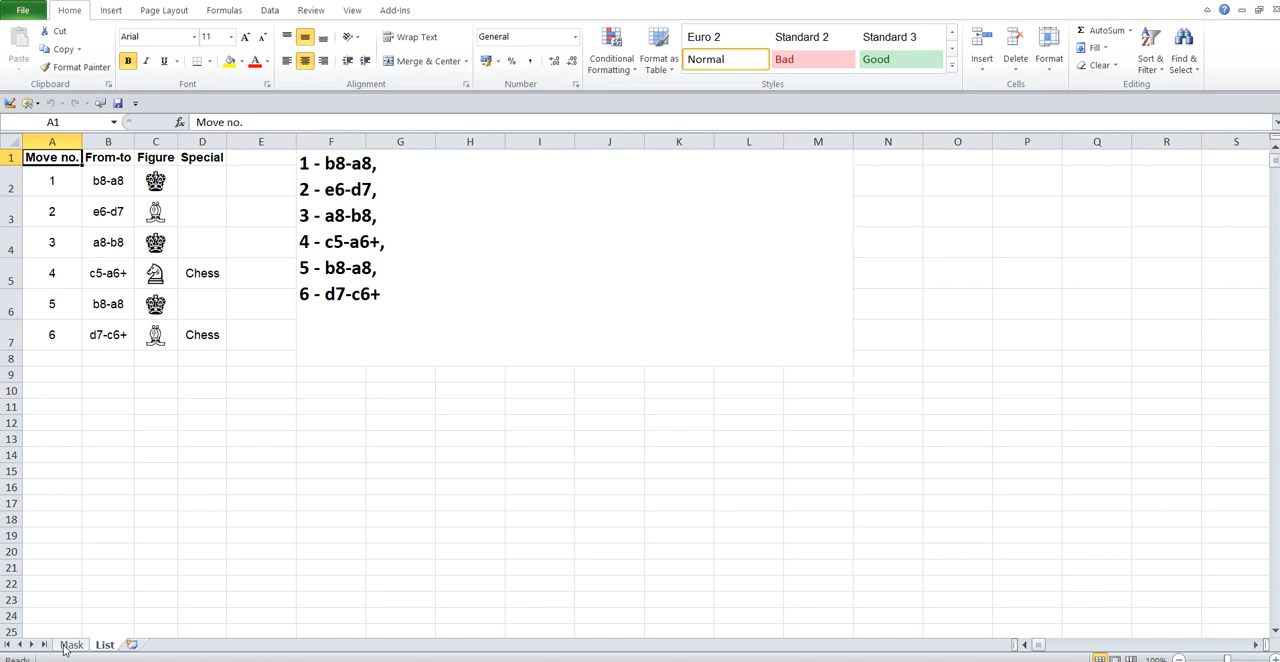 File Home Insert Page Layout Formulas Data Review View Add-Ins
Cut Arial 11 Wrap Text General Euro 2 Standard 2 Standard 3 AutoSum
Copy Fill
Paste Format Painter B I U A Merge & Center % , Conditional Formatting Format as Table Normal Bad Good Insert Delete Format Clear Sort & Filter Find & Select
Clipboard Font Alignment Number Styles Cells Editing
A1 fx Move no.
A B C D E F G H I J K L M N O P Q R S
1 Move no. From-to Figure Special
2 1 b8-a8
3 2 e6-d7
4 3 a8-b8
5 4 c5-a6+ Chess
6 5 b8-a8
7 6 d7-c6+ Chess
1 - b8-a8,
2 - e6-d7,
3 - a8-b8,
4 - c5-a6+,
5 - b8-a8,
6 - d7-c6+
8
9
10
11
12
13
14
15
16
17
18
19
20
21
22
23
24
25
Mask List
Ready 100%